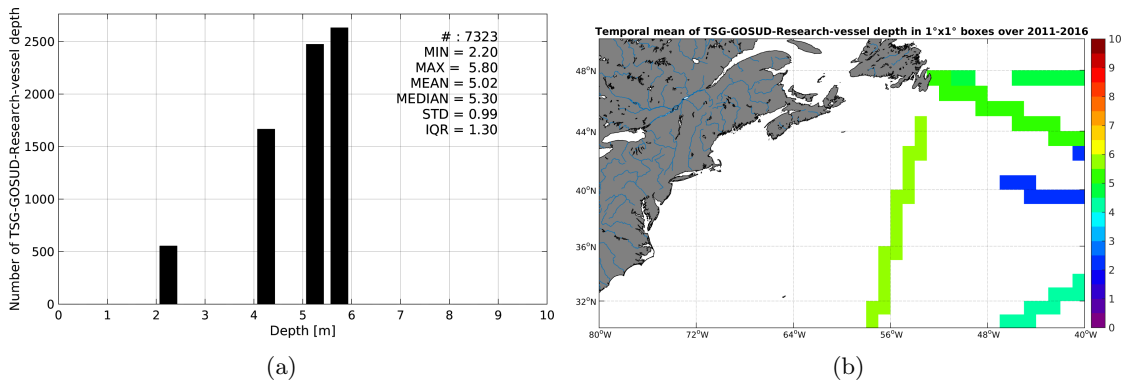 Number of TSG-GOSUD-Research-vessel depth
2500
2000
1500
1000
500
0
0 1 2 3 4 5 6 7 8 9 10
Depth [m]
# : 7323
MIN = 2.20
MAX = 5.80
MEAN = 5.02
MEDIAN = 5.30
STD = 0.99
IQR = 1.30
(a)
Temporal mean of TSG-GOSUD-Research-vessel depth in 1°x1° boxes over 2011-2016
48°N
44°N
40°N
36°N
32°N
80°W 72°W 64°W 56°W 48°W 40°W
10
9
8
7
6
5
4
3
2
1
0
(b)